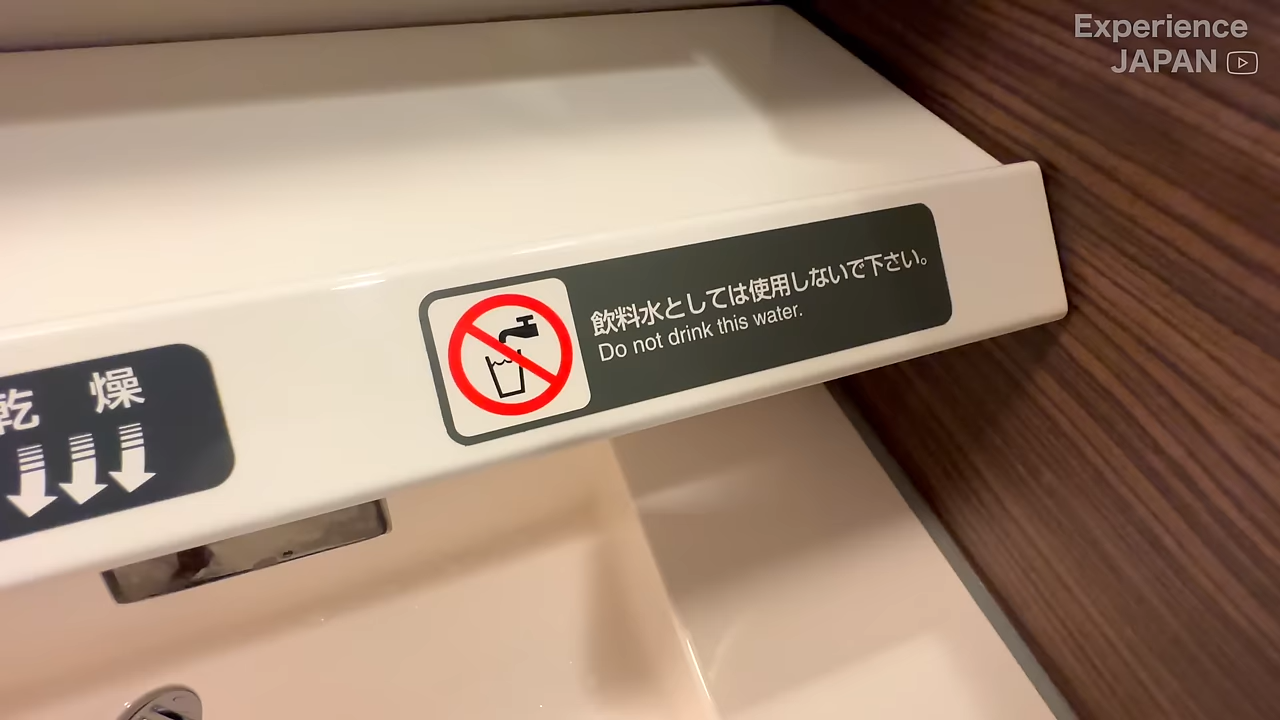 Experience
JAPAN
飲料水としては使用しないで下さい。
Do not drink this water.
乾 燥